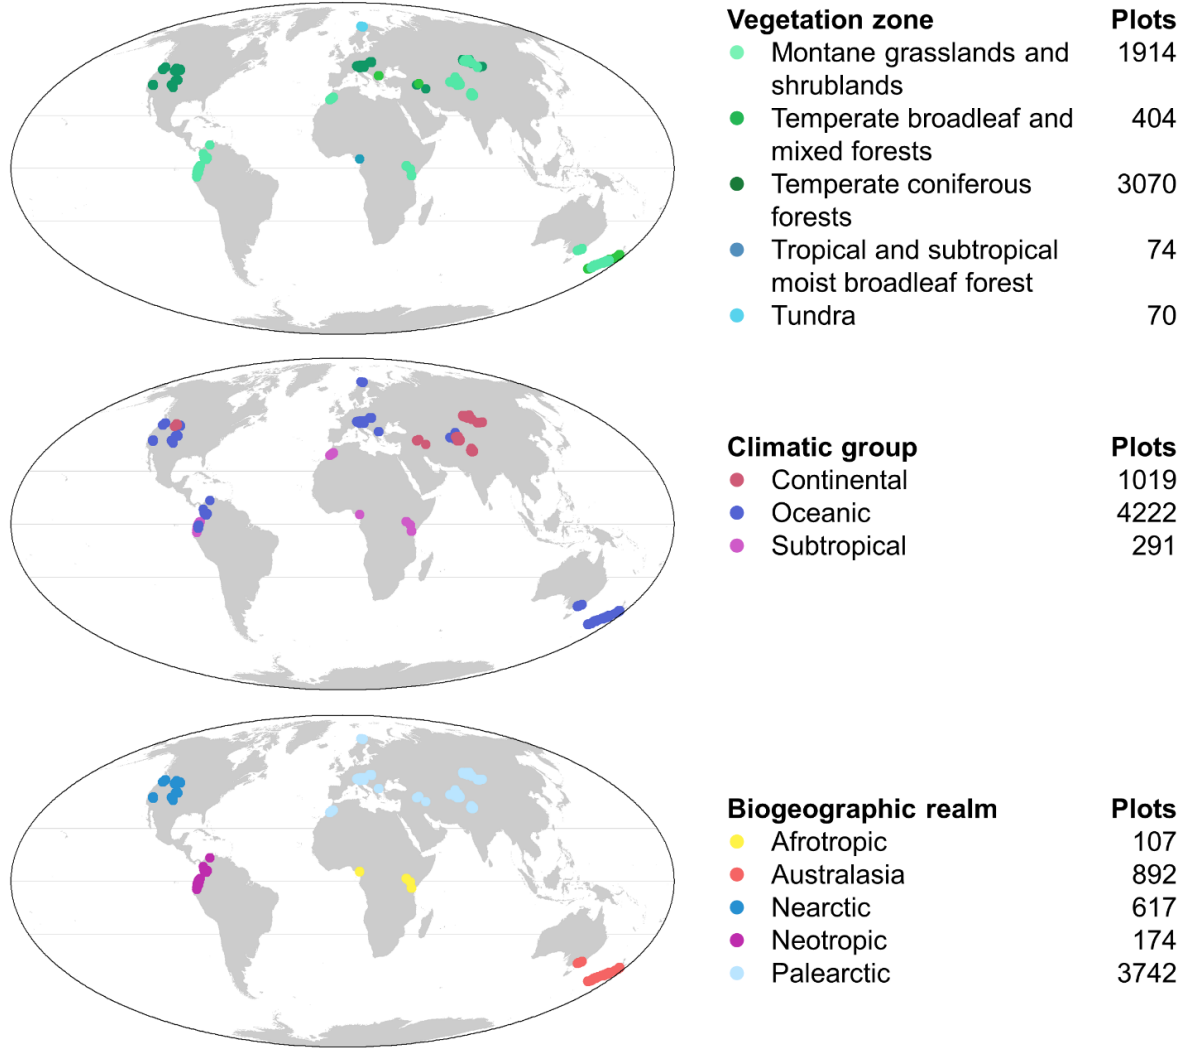 Vegetation zone Plots
Montane grasslands and 1914
shrublands
Temperate broadleaf and 404
mixed forests
Temperate coniferous 3070
forests
Tropical and subtropical 74
moist broadleaf forest
Tundra 70
Climatic group Plots
Continental 1019
Oceanic 4222
Subtropical 291
Biogeographic realm Plots
Afrotropic 107
Australasia 892
Nearctic 617
Neotropic 174
Palearctic 3742